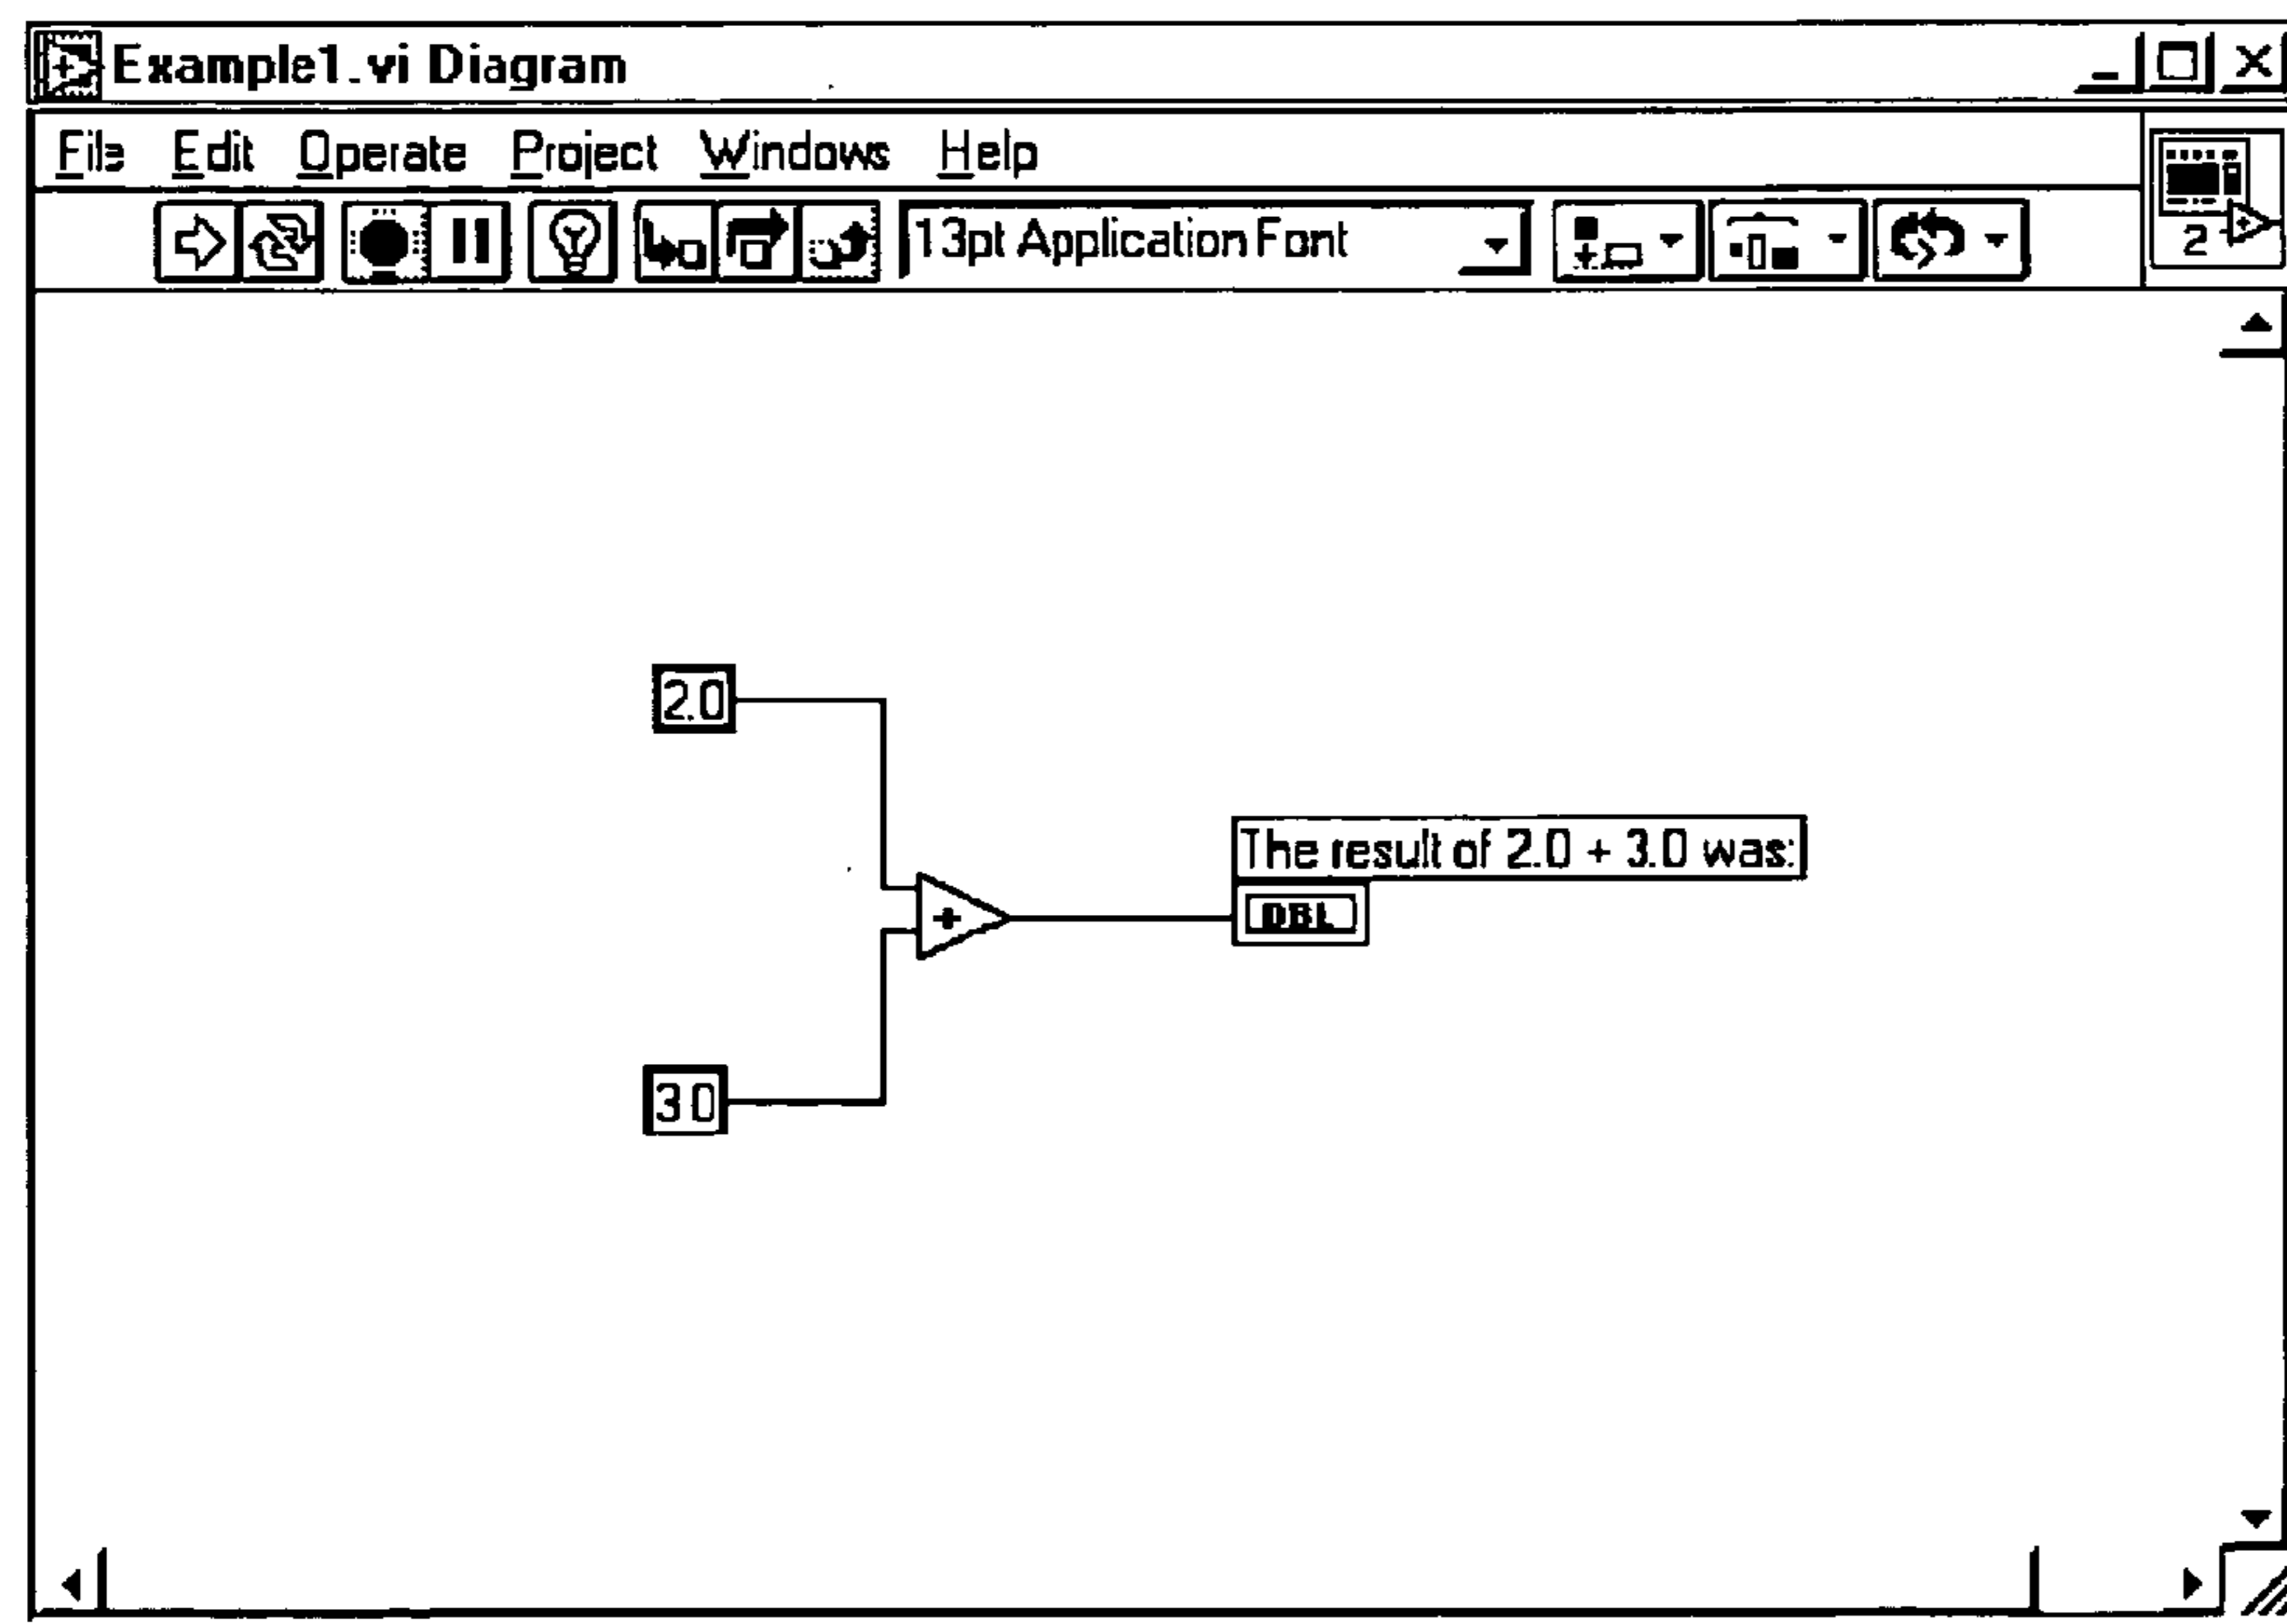 Example1.vi Diagram
File Edit Operate Project Windows Help
13pt Application Font
2
2.0
The result of 2.0 + 3.0 was:
+
DBL
3.0